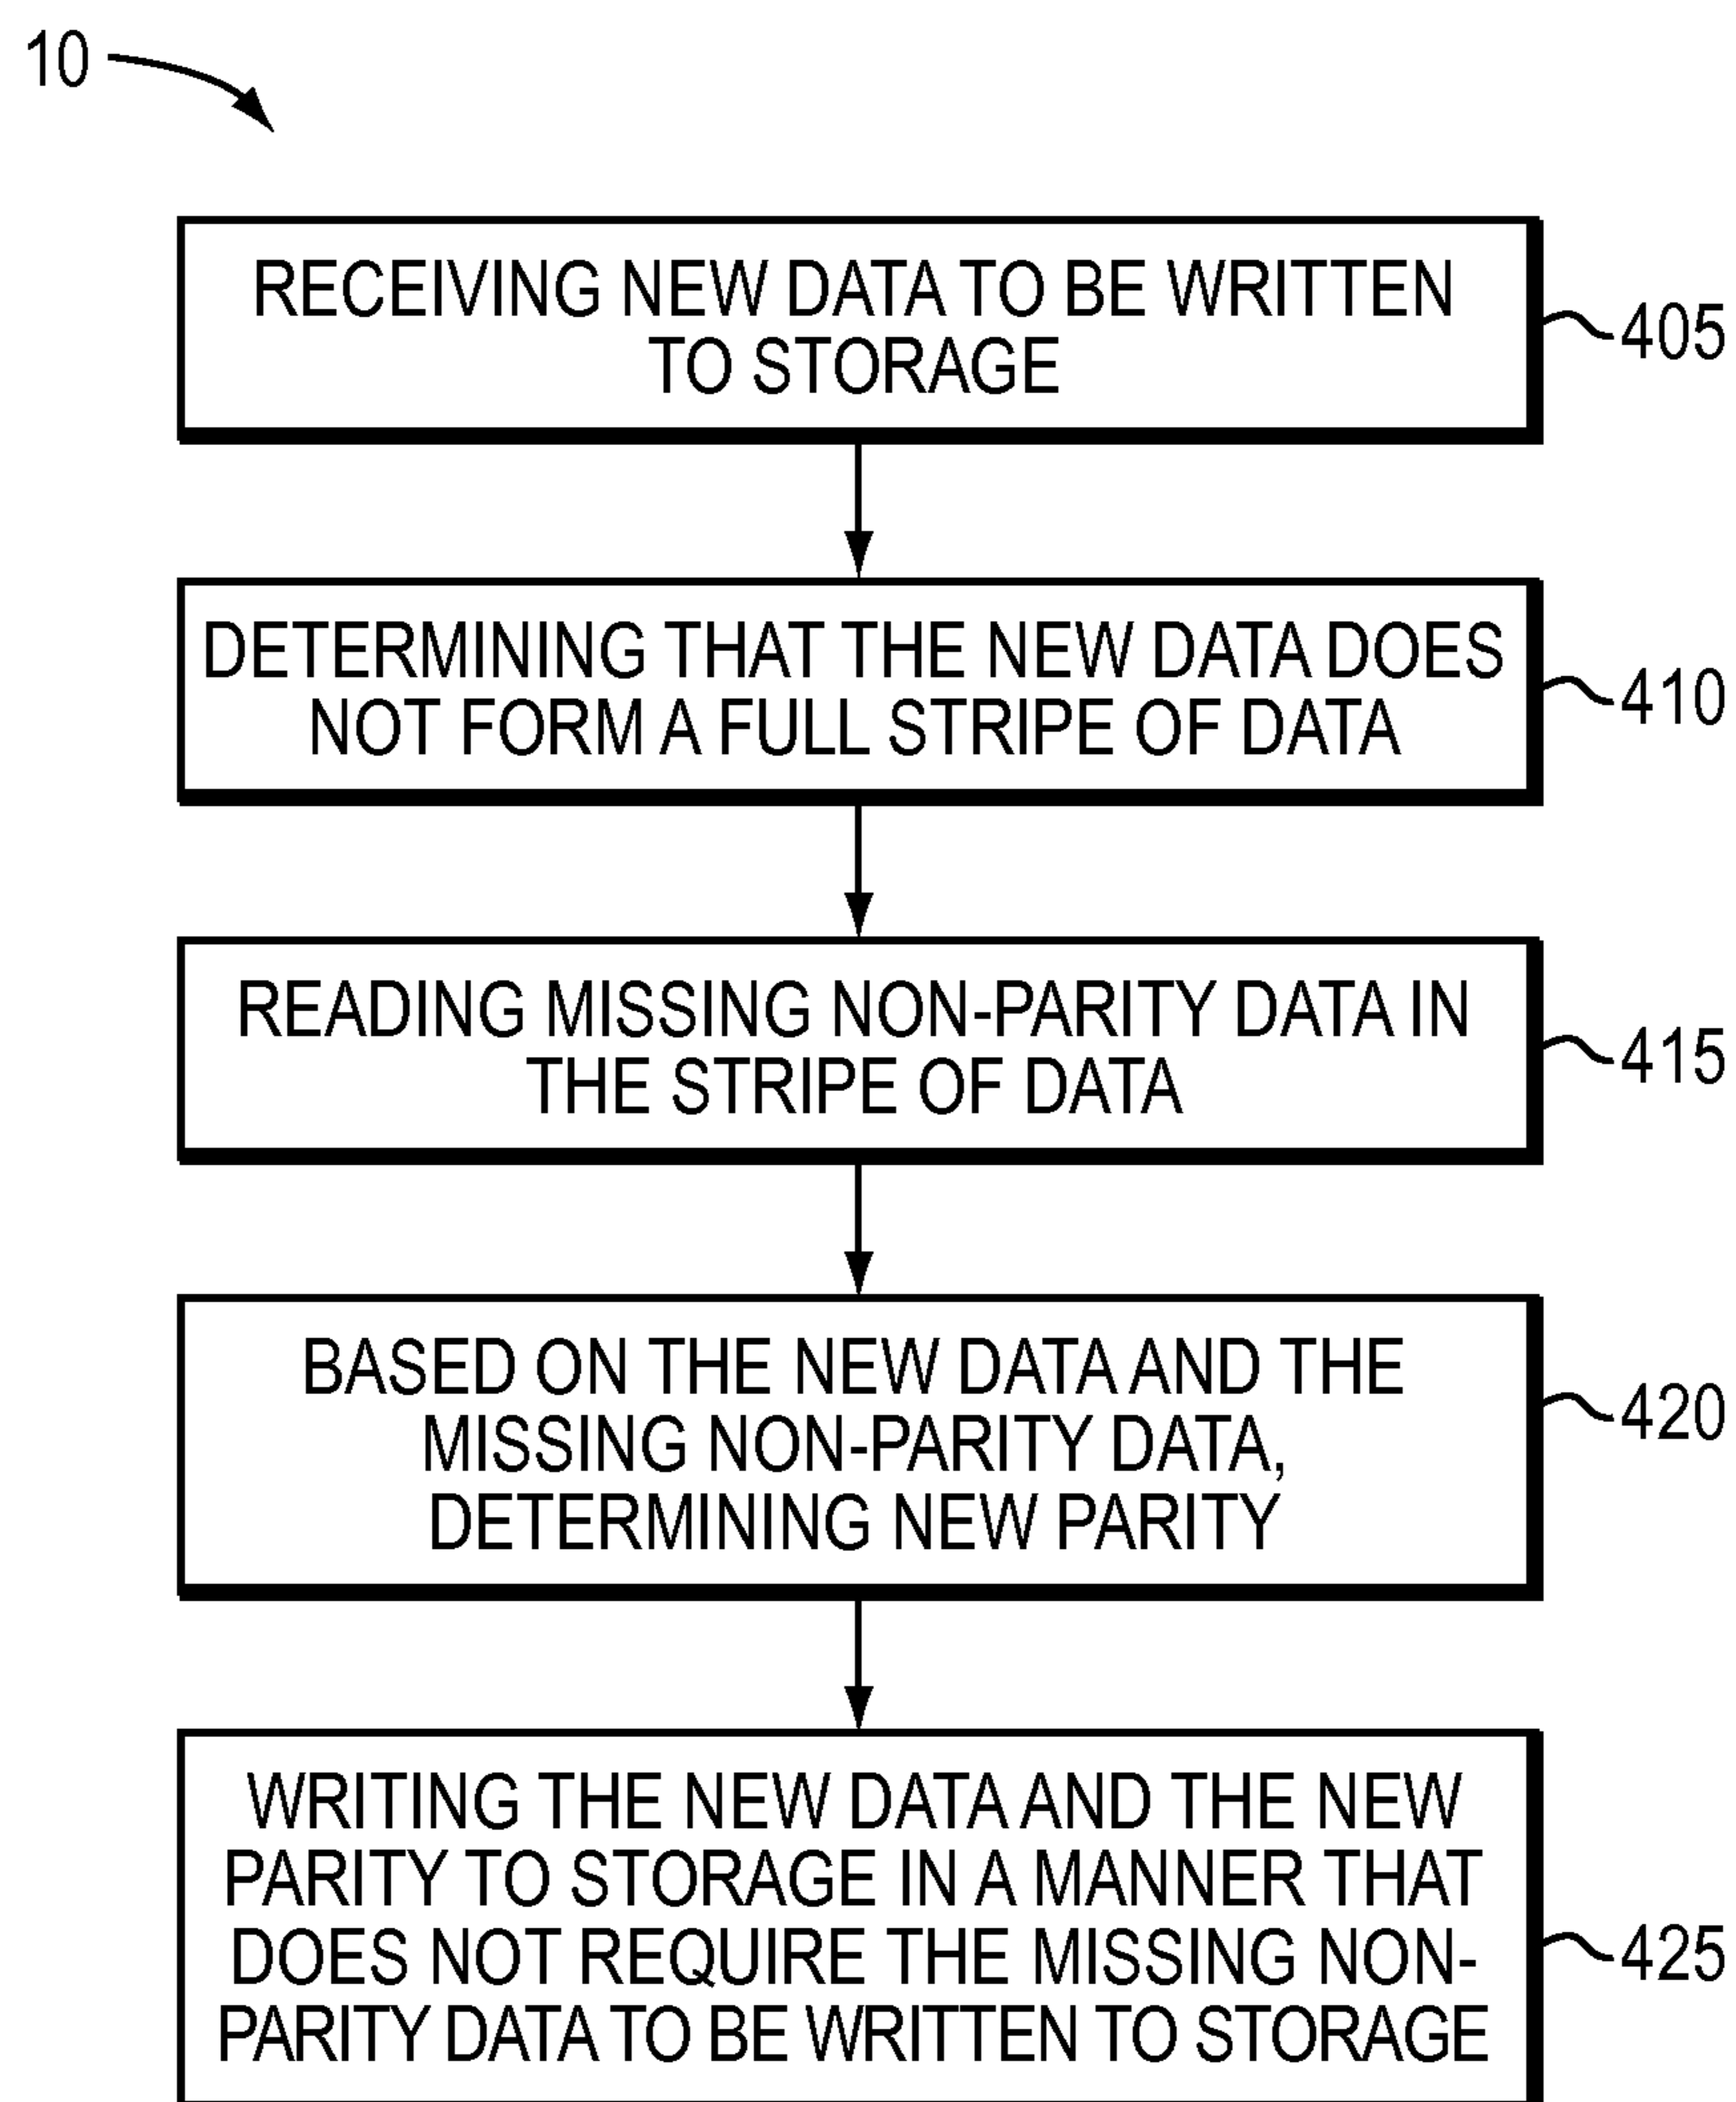 10
RECEIVING NEW DATA TO BE WRITTEN
TO STORAGE
405
DETERMINING THAT THE NEW DATA DOES
NOT FORM A FULL STRIPE OF DATA
410
READING MISSING NON-PARITY DATA IN
THE STRIPE OF DATA
415
BASED ON THE NEW DATA AND THE
MISSING NON-PARITY DATA,
DETERMINING NEW PARITY
420
WRITING THE NEW DATA AND THE NEW
PARITY TO STORAGE IN A MANNER THAT
DOES NOT REQUIRE THE MISSING NON-
PARITY DATA TO BE WRITTEN TO STORAGE
425